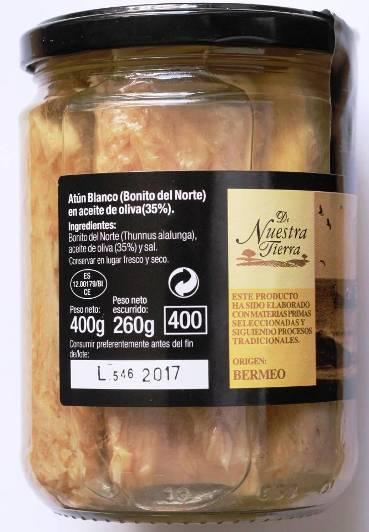 Atún Blanco (Bonito del Norte)
en aceite de oliva (35%).
Ingredientes:
Bonito del Norte (Thunnus alalunga),
aceite de oliva (35%) y sal.
Conservar en lugar fresco y seco.
ES
12.00179/BI
CE
Peso neto:
400g
Peso neto
escurrido:
260g
400
Consumir preferentemente antes del fin
de/lote:
L 546 2017
De
Nuestra
Tierra
ESTE PRODUCTO
HA SIDO ELABORADO
CON MATERIAS PRIMAS
SELECCIONADAS Y
SIGUIENDO PROCESOS
TRADICIONALES.
ORIGEN:
BERMEO